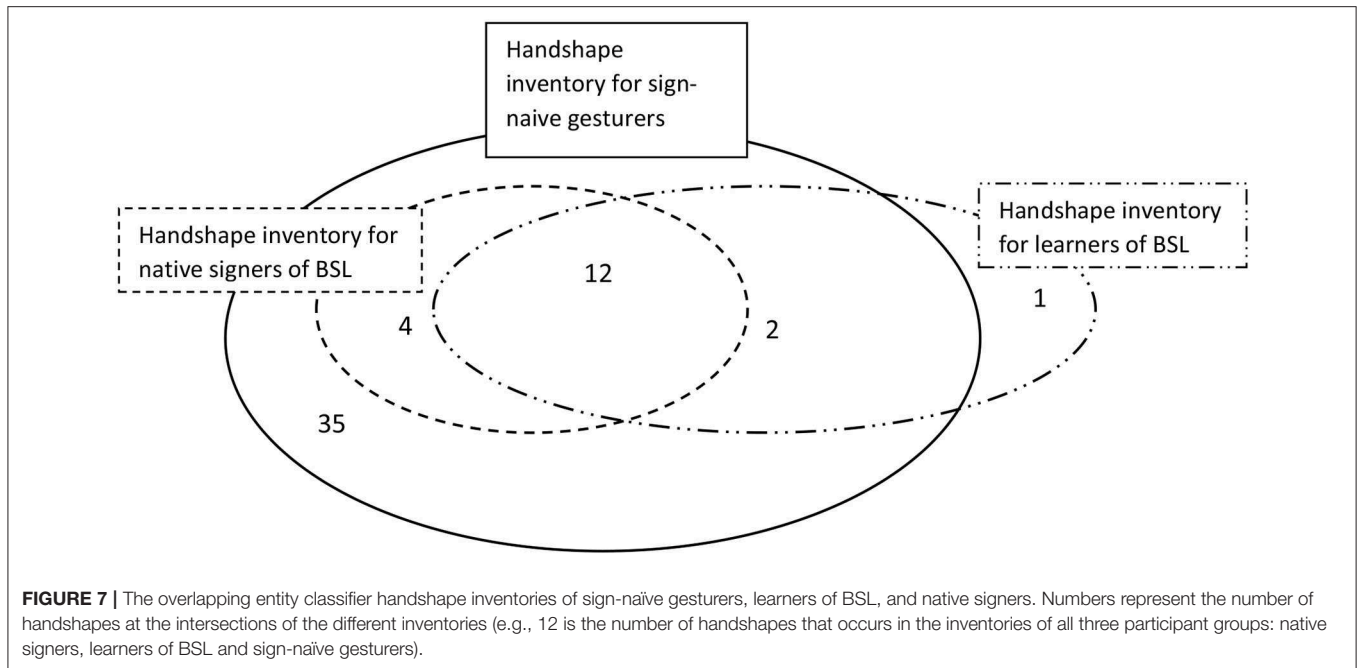 Handshape
inventory for sign-
naive gesturers
Handshape inventory for
native signers of BSL
Handshape inventory
for learners of BSL
12
1
4
2
35
FIGURE 7 | The overlapping entity classifier handshape inventories of sign-naïve gesturers, learners of BSL, and native signers. Numbers represent the number of
handshapes at the intersections of the different inventories (e.g., 12 is the number of handshapes that occurs in the inventories of all three participant groups: native
signers, learners of BSL and sign-naïve gesturers).